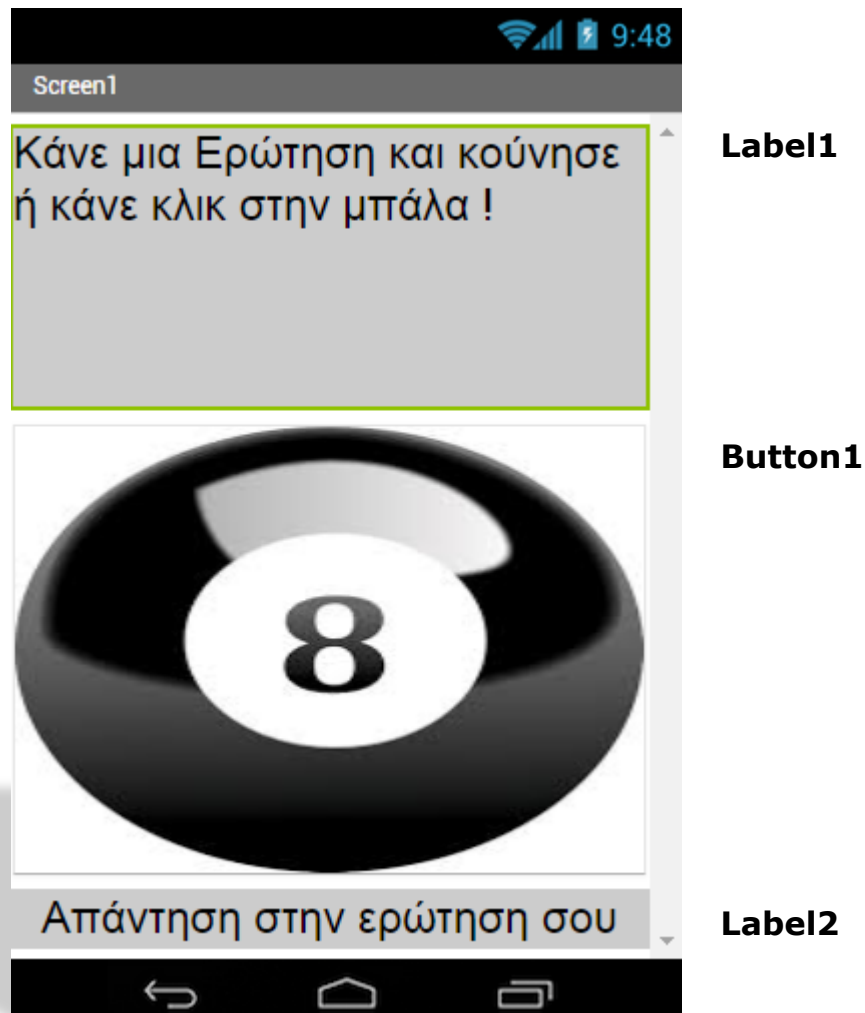 9:48
Screen1
Κάνε μια Ερώτηση και κούνησε
ή κάνε κλικ στην μπάλα !
Label1
Button1
8
Απάντηση στην ερώτηση σου
Label2